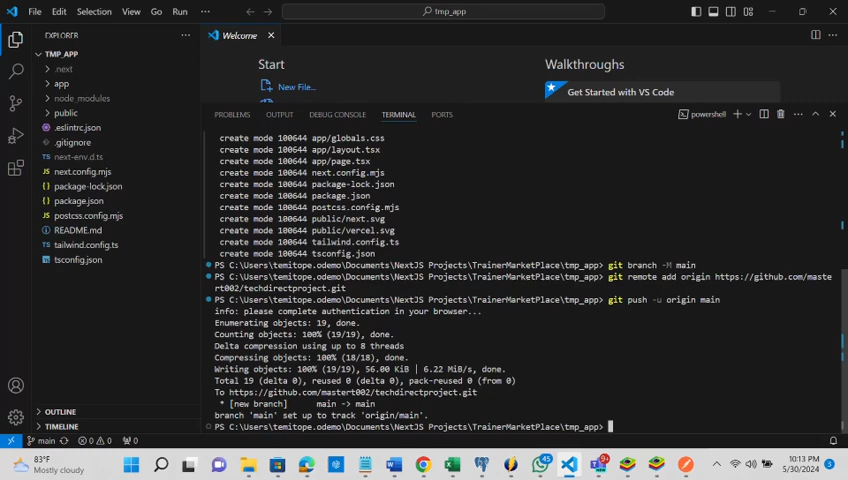 File Edit Selection View Go Run ···
tmp_app
EXPLORER ···
TMP_APP
.next
app
node_modules
public
.eslintrc.json
.gitignore
next-env.d.ts
next.config.mjs
package-lock.json
package.json
postcss.config.mjs
README.md
tailwind.config.ts
tsconfig.json
OUTLINE
TIMELINE
Welcome
Start
New File...
Walkthroughs
Get Started with VS Code
PROBLEMS OUTPUT DEBUG CONSOLE TERMINAL PORTS
powershell
create mode 100644 app/globals.css
create mode 100644 app/layout.tsx
create mode 100644 app/page.tsx
create mode 100644 next.config.mjs
create mode 100644 package-lock.json
create mode 100644 package.json
create mode 100644 postcss.config.mjs
create mode 100644 public/next.svg
create mode 100644 public/vercel.svg
create mode 100644 tailwind.config.ts
create mode 100644 tsconfig.json
PS C:\Users\temitope.odemo\Documents\NextJS Projects\TrainerMarketPlace\tmp_app> git branch -M main
PS C:\Users\temitope.odemo\Documents\NextJS Projects\TrainerMarketPlace\tmp_app> git remote add origin https://github.com/maste
rt002/techdirectproject.git
PS C:\Users\temitope.odemo\Documents\NextJS Projects\TrainerMarketPlace\tmp_app> git push -u origin main
info: please complete authentication in your browser...
Enumerating objects: 19, done.
Counting objects: 100% (19/19), done.
Delta compression using up to 8 threads
Compressing objects: 100% (18/18), done.
Writing objects: 100% (19/19), 56.00 KiB | 6.22 MiB/s, done.
Total 19 (delta 0), reused 0 (delta 0), pack-reused 0 (from 0)
To https://github.com/mastert002/techdirectproject.git
* [new branch] main -> main
branch 'main' set up to track 'origin/main'.
PS C:\Users\temitope.odemo\Documents\NextJS Projects\TrainerMarketPlace\tmp_app>
main 0 0 0
83°F
Mostly cloudy
45
9+
10:13 PM
5/30/2024